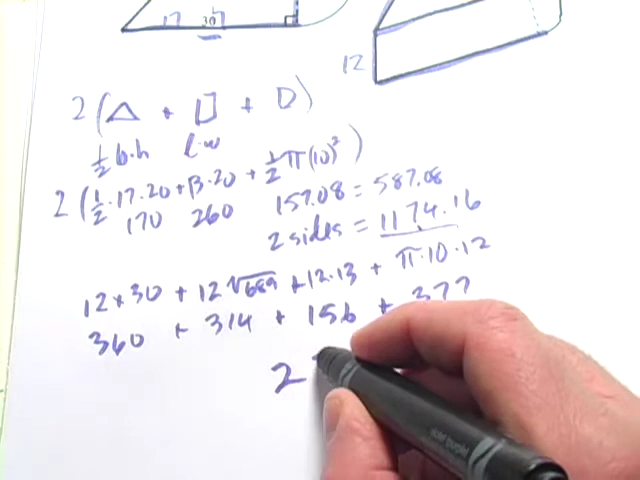 17 30
12
2(△ + ▯ + D)
½ b·h l·w
2(½·17·20 + 13·20 + ½π(10)²)
170 260 157.08 = 587.08
2 sides = 1174.16
12×30 + 12√689 + 12·13 + π·10·12
360 + 314 + 156 + 377
2